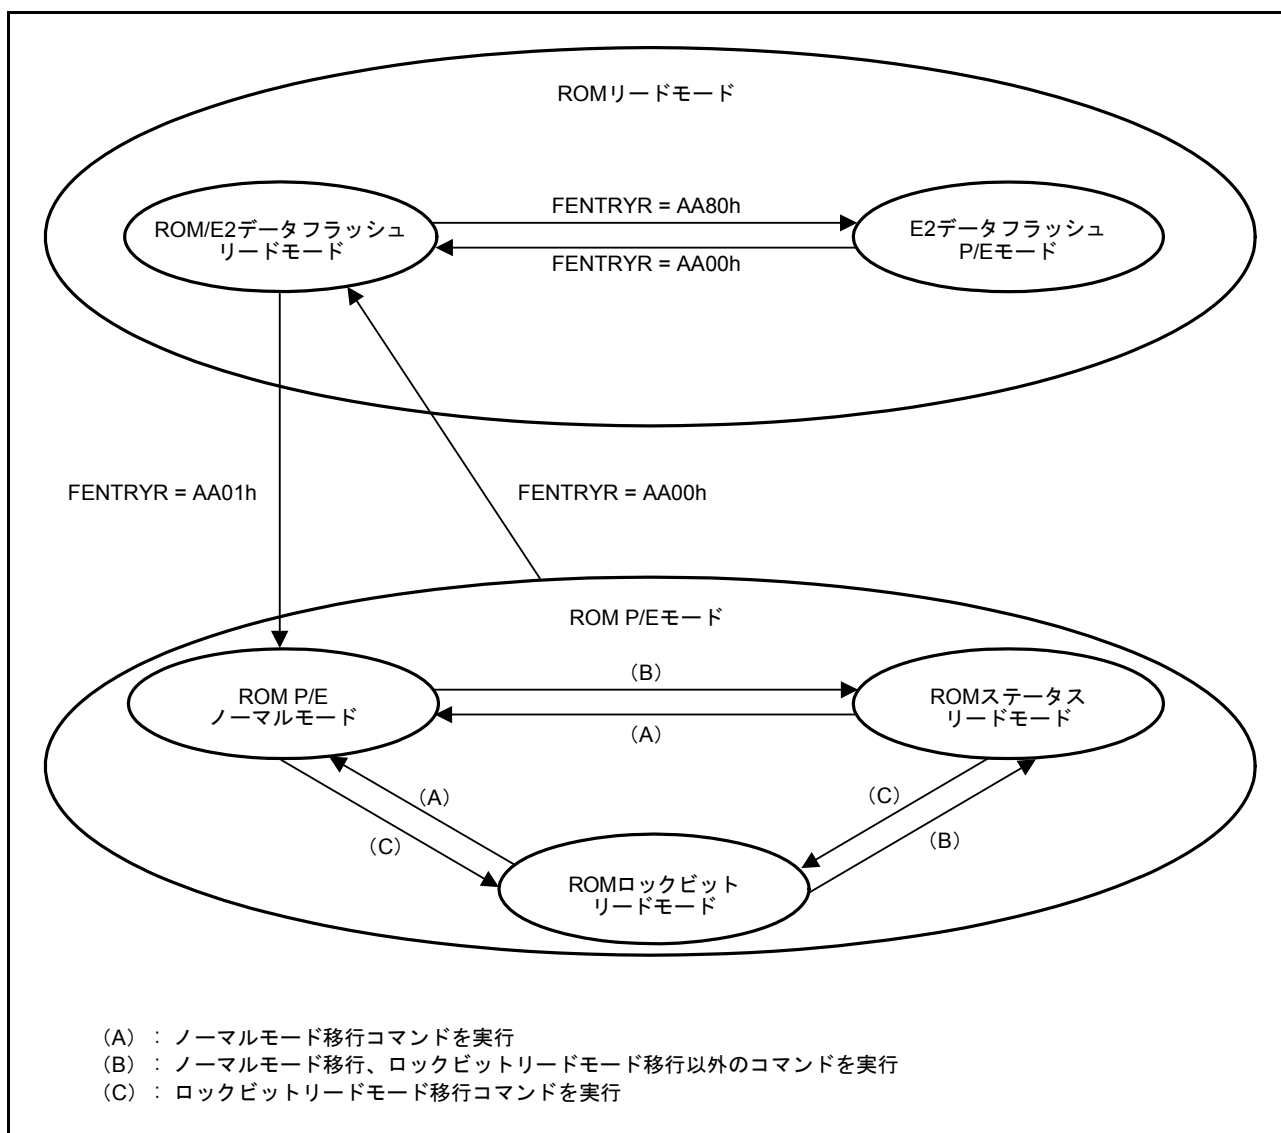 ROMリードモード
ROM/E2データフラッシュ
リードモード
FENTRYR = AA80h
FENTRYR = AA00h
E2データフラッシュ
P/Eモード
FENTRYR = AA01h
FENTRYR = AA00h
ROM P/Eモード
ROM P/E
ノーマルモード
（B）
（A）
ROMステータス
リードモード
（A）
（C）
（C）
（B）
ROMロックビット
リードモード
（A）： ノーマルモード移行コマンドを実行
（B）： ノーマルモード移行、ロックビットリードモード移行以外のコマンドを実行
（C）： ロックビットリードモード移行コマンドを実行